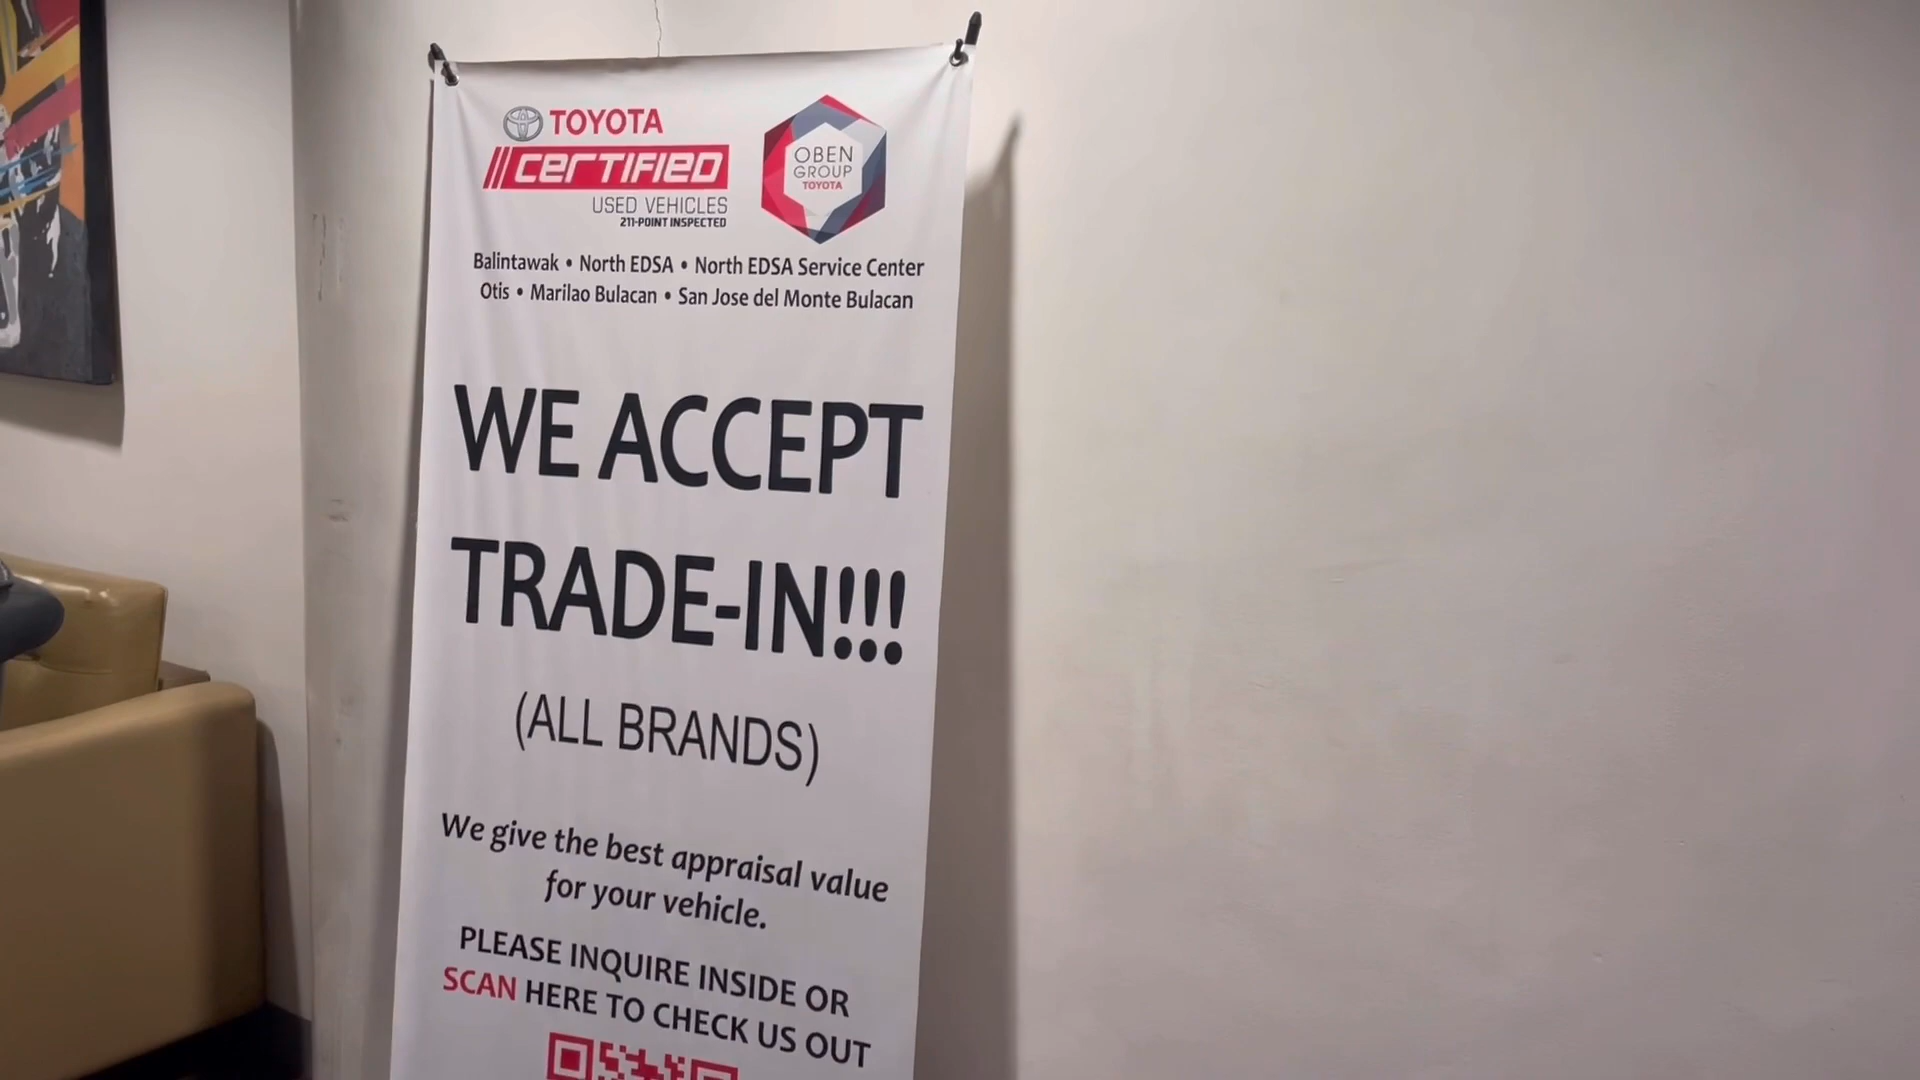 TOYOTA
CERTIFIED
USED VEHICLES
211-POINT INSPECTED
OBEN
GROUP
TOYOTA
Balintawak • North EDSA • North EDSA Service Center
Otis • Marilao Bulacan • San Jose del Monte Bulacan
WE ACCEPT
TRADE-IN!!!
(ALL BRANDS)
We give the best appraisal value
for your vehicle.
PLEASE INQUIRE INSIDE OR
SCAN HERE TO CHECK US OUT